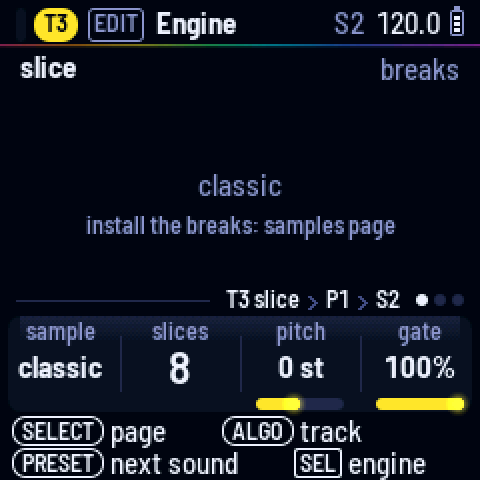 T3 EDIT Engine S2 120.0
slice breaks
classic
install the breaks: samples page
T3 slice > P1 > S2
sample slices pitch gate
classic 8 0 st 100%
SELECT page ALGO track
PRESET next sound SEL engine